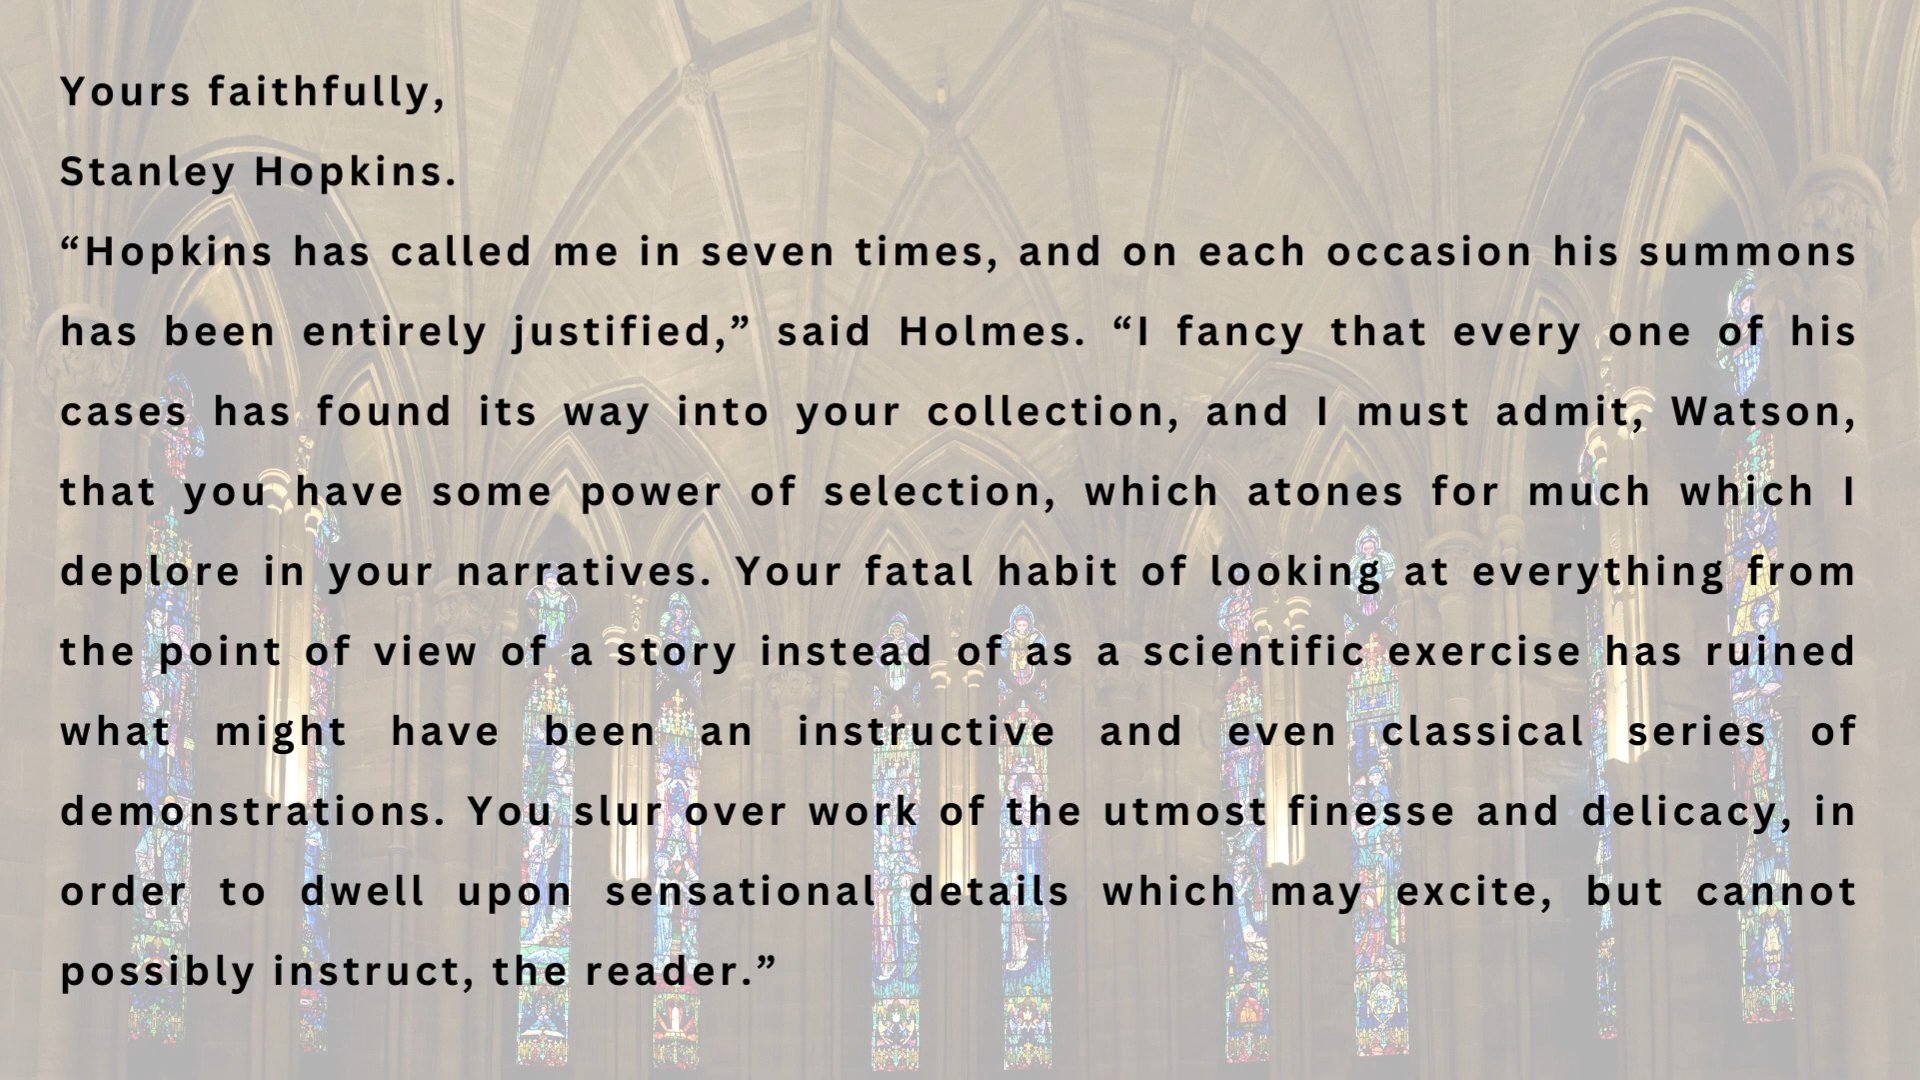 Yours faithfully,
Stanley Hopkins.
“Hopkins has called me in seven times, and on each occasion his summons
has been entirely justified,” said Holmes. “I fancy that every one of his
cases has found its way into your collection, and I must admit, Watson,
that you have some power of selection, which atones for much which I
deplore in your narratives. Your fatal habit of looking at everything from
the point of view of a story instead of as a scientific exercise has ruined
what might have been an instructive and even classical series of
demonstrations. You slur over work of the utmost finesse and delicacy, in
order to dwell upon sensational details which may excite, but cannot
possibly instruct, the reader.”